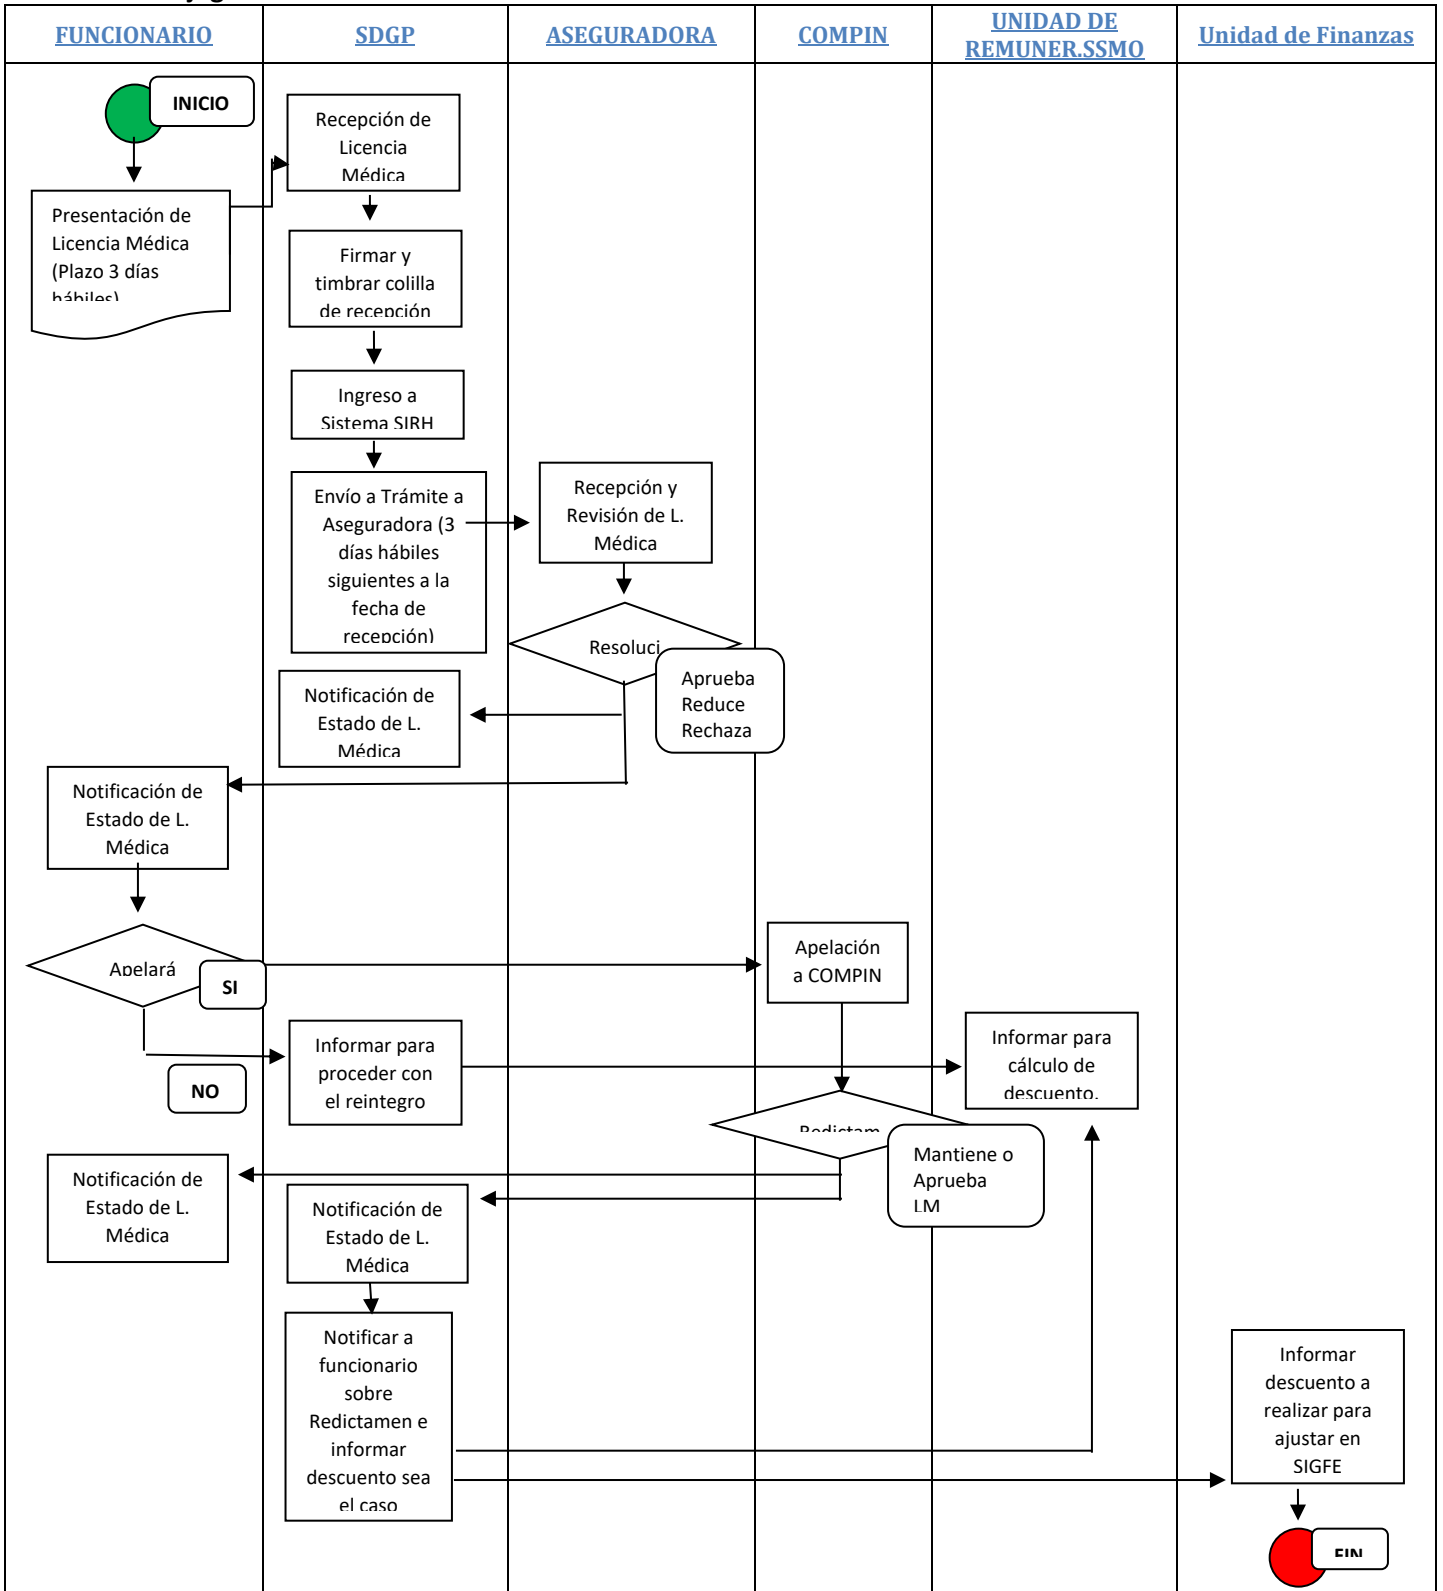 FUNCIONARIO
SDGP
ASEGURADORA
COMPIN
UNIDAD DE
REMUNER.SSMO
Unidad de Finanzas
INICIO
Presentación de
Licencia Médica
(Plazo 3 días
hábiles)
Recepción de
Licencia
Médica
Firmar y
timbrar colilla
de recepción
Ingreso a
Sistema SIRH
Envío a Trámite a
Aseguradora (3
días hábiles
siguientes a la
fecha de
recepción)
Recepción y
Revisión de L.
Médica
Resoluci
Aprueba
Reduce
Rechaza
Notificación de
Estado de L.
Médica
Notificación de
Estado de L.
Médica
Apelará
SI
NO
Apelación
a COMPIN
Informar para
proceder con
el reintegro
Informar para
cálculo de
descuento.
Redictam
Mantiene o
Aprueba
LM
Notificación de
Estado de L.
Médica
Notificación de
Estado de L.
Médica
Notificar a
funcionario
sobre
Redictamen e
informar
descuento sea
el caso
Informar
descuento a
realizar para
ajustar en
SIGFE
FIN